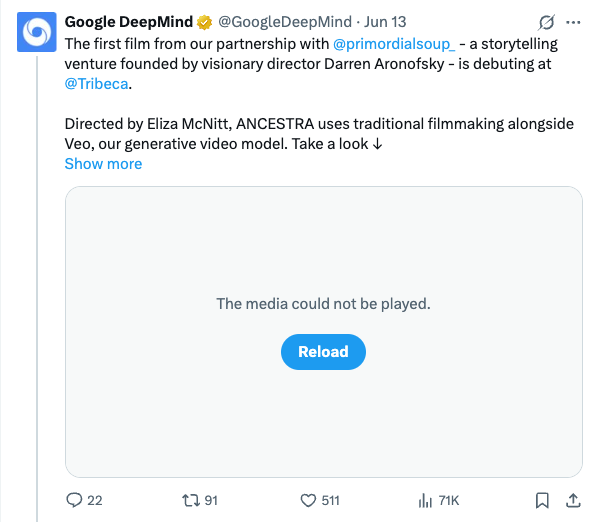 Google DeepMind @GoogleDeepMind · Jun 13
The first film from our partnership with @primordialsoup_ - a storytelling
venture founded by visionary director Darren Aronofsky - is debuting at
@Tribeca.
Directed by Eliza McNitt, ANCESTRA uses traditional filmmaking alongside
Veo, our generative video model. Take a look ↓
Show more
The media could not be played.
Reload
22 91 511 71K